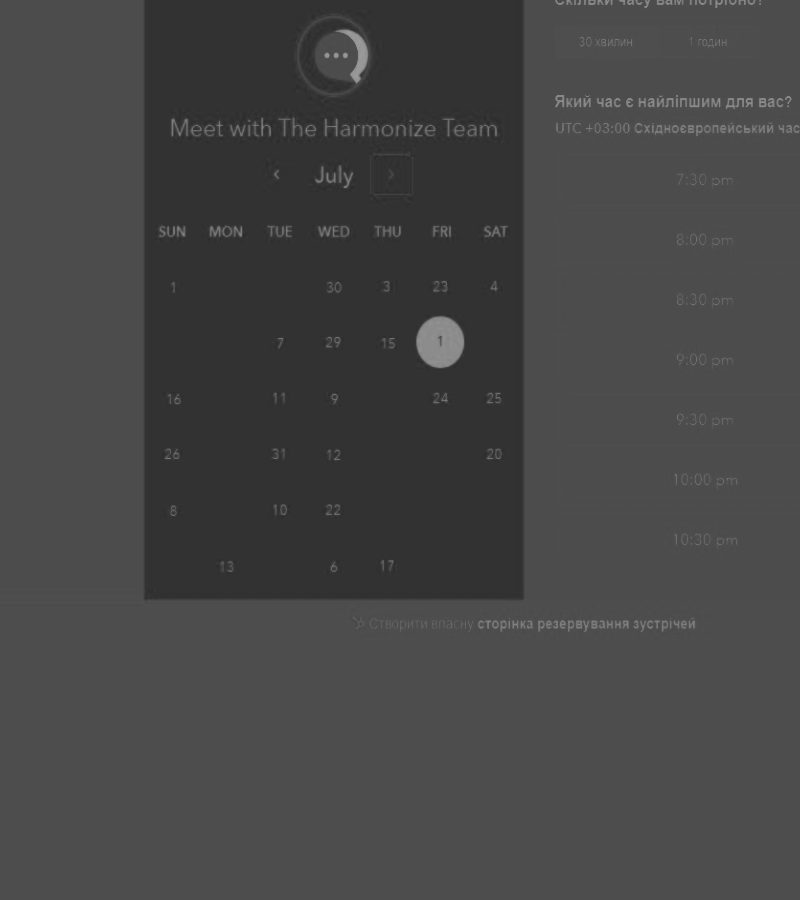 Скільки часу вам потрібно?
30 хвилин 1 годин
Meet with The Harmonize Team
‹ July ›
SUN MON TUE WED THU FRI SAT
1 30 3 23 4
7 29 15 1
16 11 9 24 25
26 31 12 20
8 10 22
13 6 17
Який час є найліпшим для вас?
UTC +03:00 Східноєвропейський час
7:30 pm
8:00 pm
8:30 pm
9:00 pm
9:30 pm
10:00 pm
10:30 pm
Створити власну сторінка резервування зустрічей